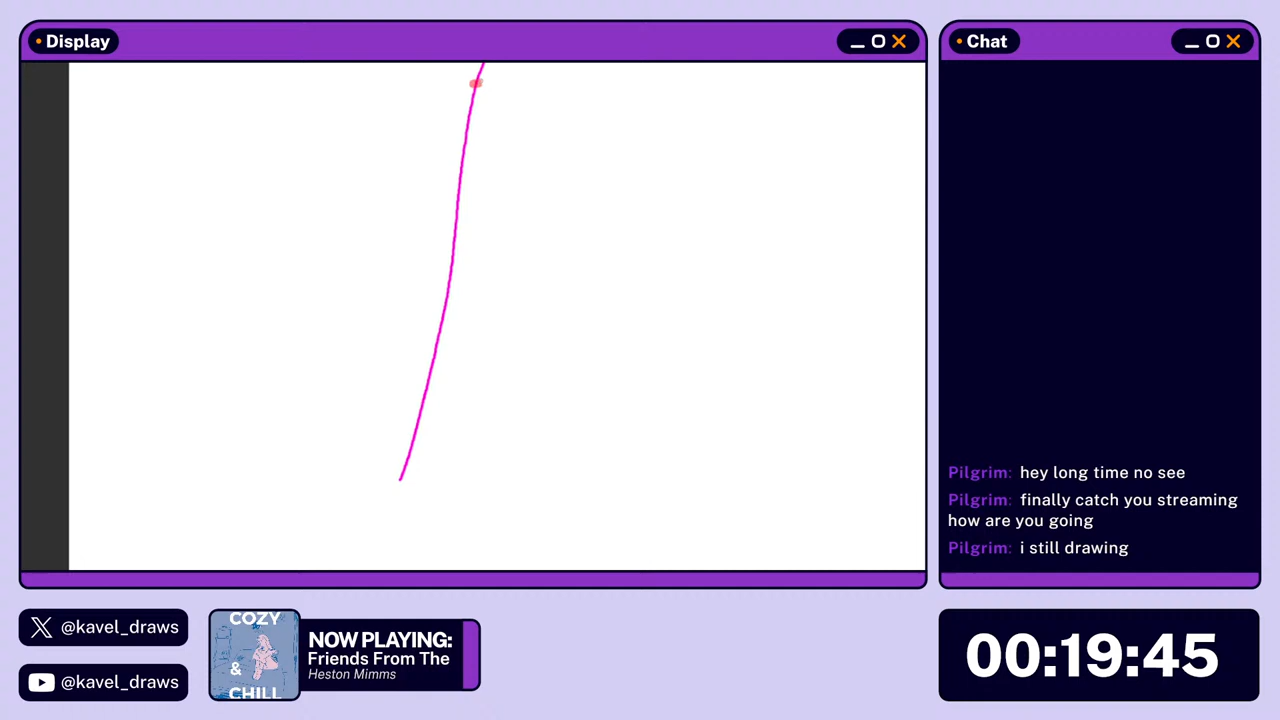 • Display
• Chat
Pilgrim: hey long time no see
Pilgrim: finally catch you streaming
how are you going
Pilgrim: i still drawing
@kavel_draws
@kavel_draws
COZY
&
CHILL
NOW PLAYING:
Friends From The
Heston Mimms
00:19:45